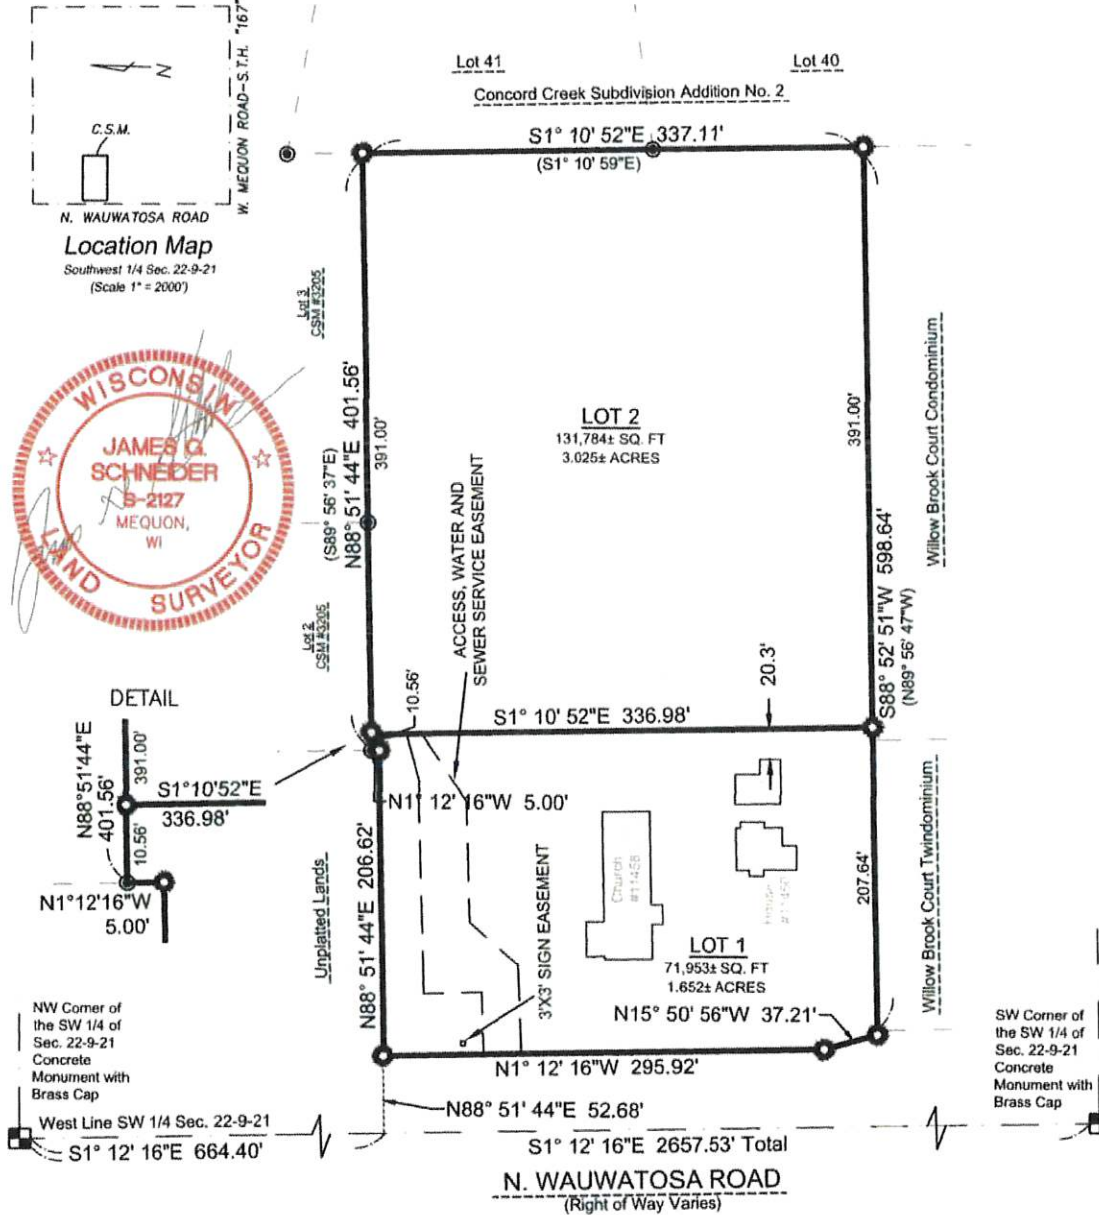 W. MEQUON ROAD-S.T.H. "167"
N
C.S.M.
N. WAUWATOSA ROAD
Location Map
Southwest 1/4 Sec. 22-9-21
(Scale 1" = 2000')
Lot 41
Lot 40
Concord Creek Subdivision Addition No. 2
S1° 10' 52"E 337.11'
(S1° 10' 59"E)
Lot 3
CSM #3205
WISCONSIN
JAMES G.
SCHNEIDER
S-2127
MEQUON,
WI
LAND SURVEYOR
(S89° 56' 37"E)
N88° 51' 44"E 401.56'
391.00'
LOT 2
131,784± SQ. FT
3.025± ACRES
391.00'
Willow Brook Court Condominium
S88° 52' 51"W 598.64'
(N89° 56' 47"W)
Lot 2
CSM #3205
ACCESS, WATER AND
SEWER SERVICE EASEMENT
10.56'
20.3'
S1° 10' 52"E 336.98'
DETAIL
N88°51'44"E
401.56'
391.00'
S1°10'52"E
336.98'
10.56'
N1°12'16"W
5.00'
N1° 12' 16"W 5.00'
Unplatted Lands
N88° 51' 44"E 206.62'
3'X3' SIGN EASEMENT
Church
#11458
House
LOT 1
71,953± SQ. FT
1.652± ACRES
207.64'
Willow Brook Court Twindominium
N15° 50' 56"W 37.21'
N1° 12' 16"W 295.92'
NW Corner of
the SW 1/4 of
Sec. 22-9-21
Concrete
Monument with
Brass Cap
SW Corner of
the SW 1/4 of
Sec. 22-9-21
Concrete
Monument with
Brass Cap
N88° 51' 44"E 52.68'
West Line SW 1/4 Sec. 22-9-21
S1° 12' 16"E 664.40'
S1° 12' 16"E 2657.53' Total
N. WAUWATOSA ROAD
(Right of Way Varies)